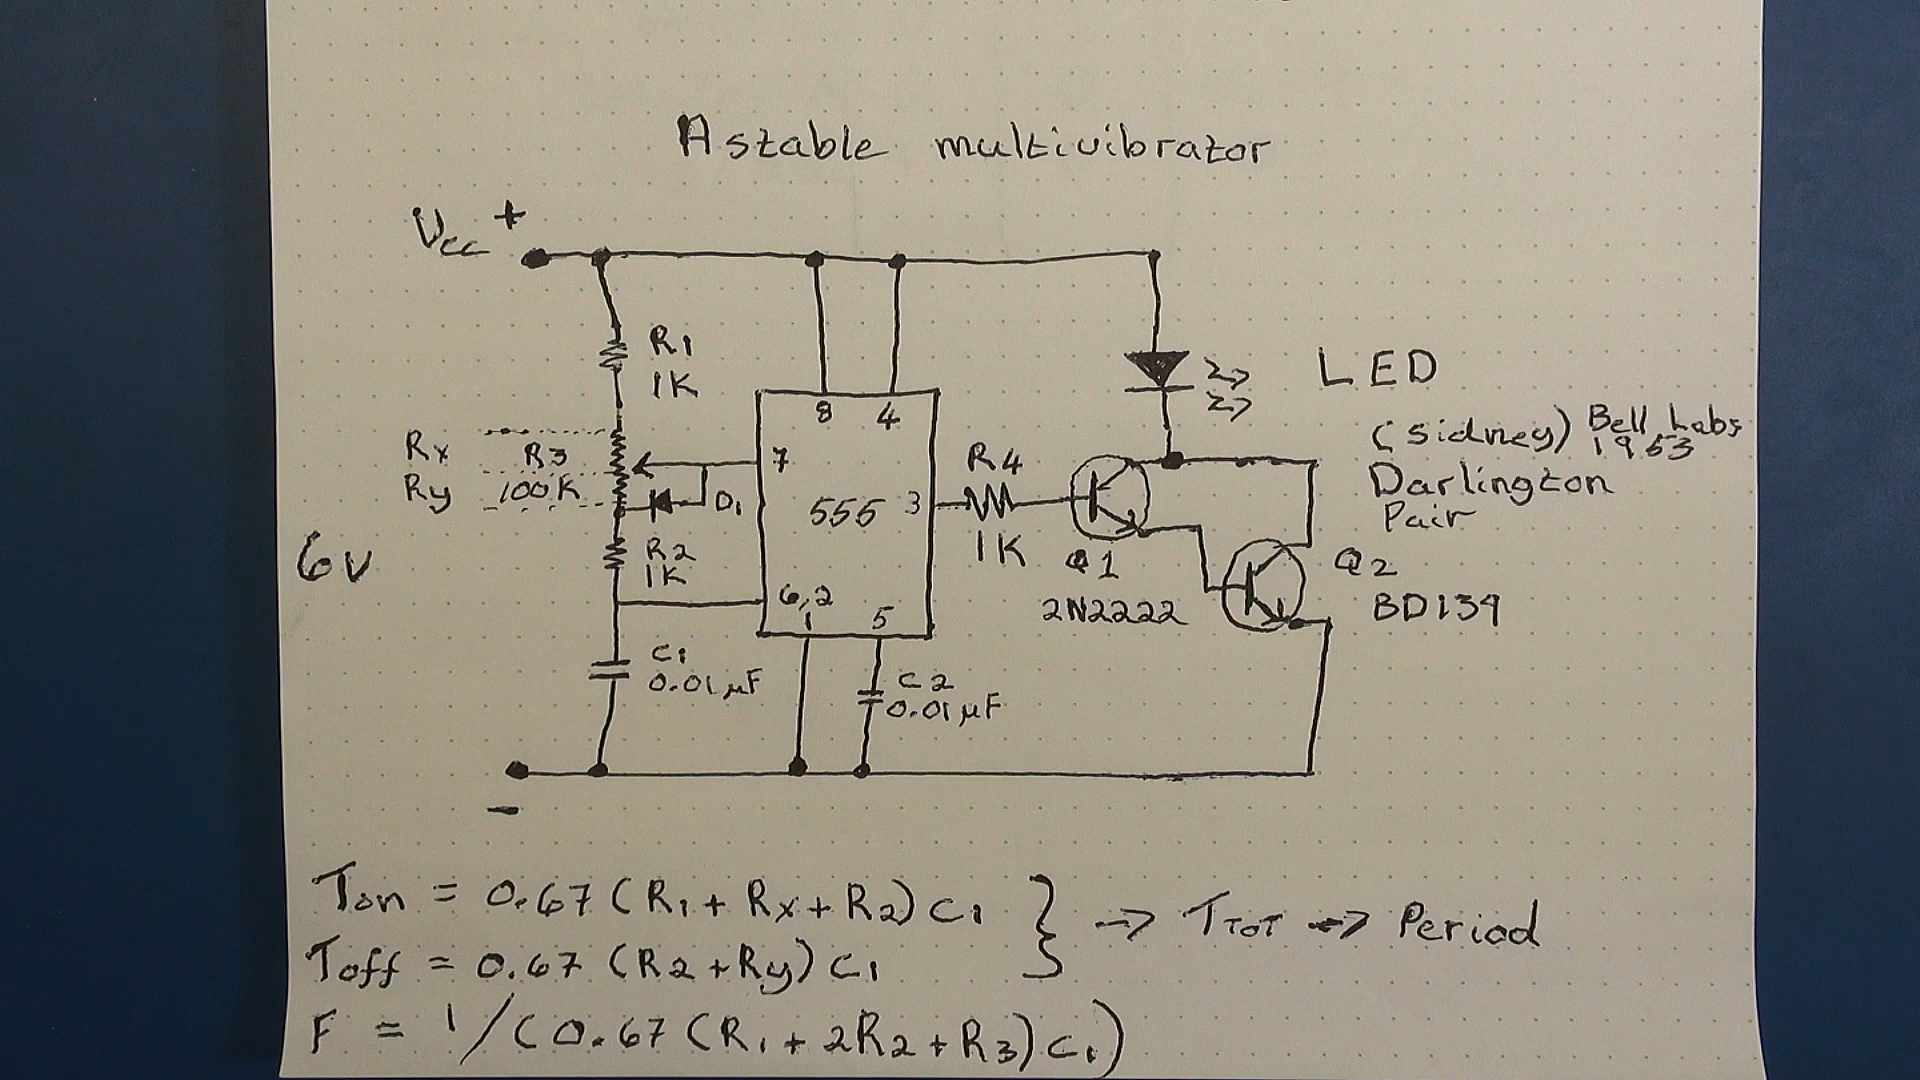 Astable multivibrator
Vcc +
R1
1K
LED
8 4
(Sidney) Bell Labs
1953
Rx R3
Ry 100K
7
R4
Darlington
Pair
D1
555 3
6V
R2
1K
1K
Q1
Q2
6,2
1 5
2N2222
BD139
C1
0.01µF
C2
0.01µF
-
Ton = 0.67 (R1 + Rx + R2) C1 } -> TTOT -> Period
Toff = 0.67 (R2 + Ry) C1
F = 1/(0.67 (R1 + 2R2 + R3) C1)